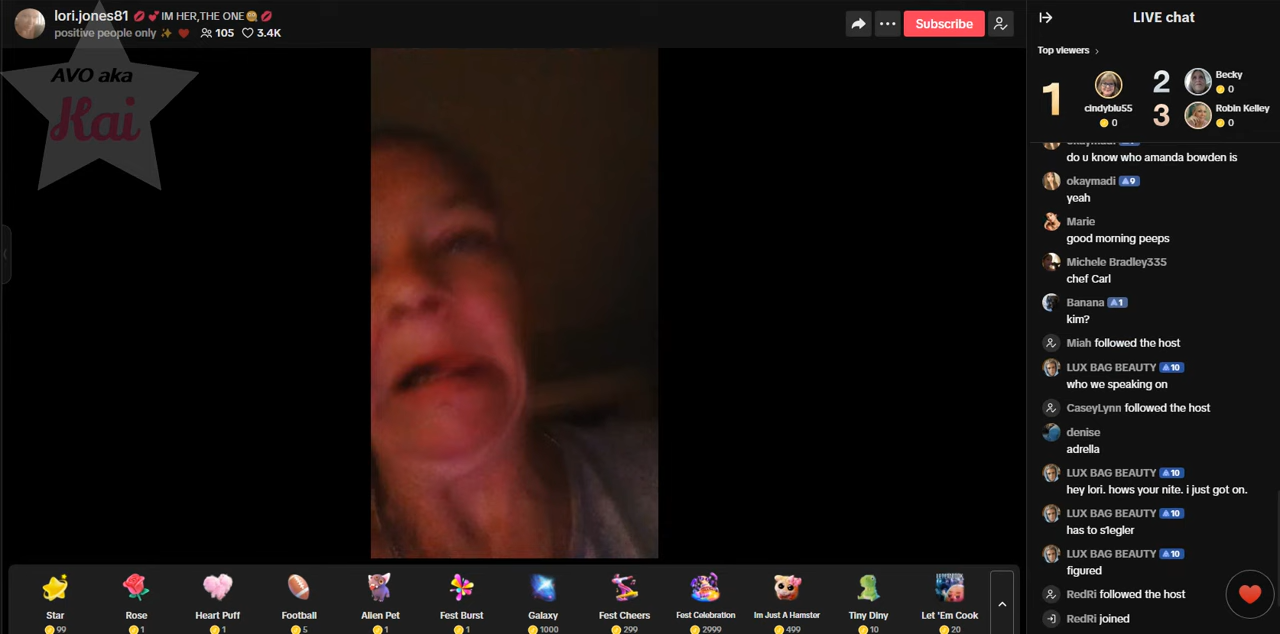 lori.jones81 💋💕IM HER,THE ONE😄💋
positive people only ✨ ❤️ 105 3.4K
Subscribe
AVO aka
Kai
LIVE chat
Top viewers >
1 cindyblu55 0
2 Becky 0
3 Robin Kelley 0
do u know who amanda bowden is
okaymadi 9
yeah
Marie
good morning peeps
Michele Bradley335
chef Carl
Banana 1
kim?
Miah followed the host
LUX BAG BEAUTY 10
who we speaking on
CaseyLynn followed the host
denise
adrella
LUX BAG BEAUTY 10
hey lori. hows your nite. i just got on.
LUX BAG BEAUTY 10
has to s1egler
LUX BAG BEAUTY 10
figured
RedRi followed the host
RedRi joined
Star Rose Heart Puff Football Alien Pet Fest Burst Galaxy Fest Cheers Fest Celebration Im Just A Hamster Tiny Diny Let 'Em Cook
99 1 1 5 1 1 1000 299 2999 499 10 20